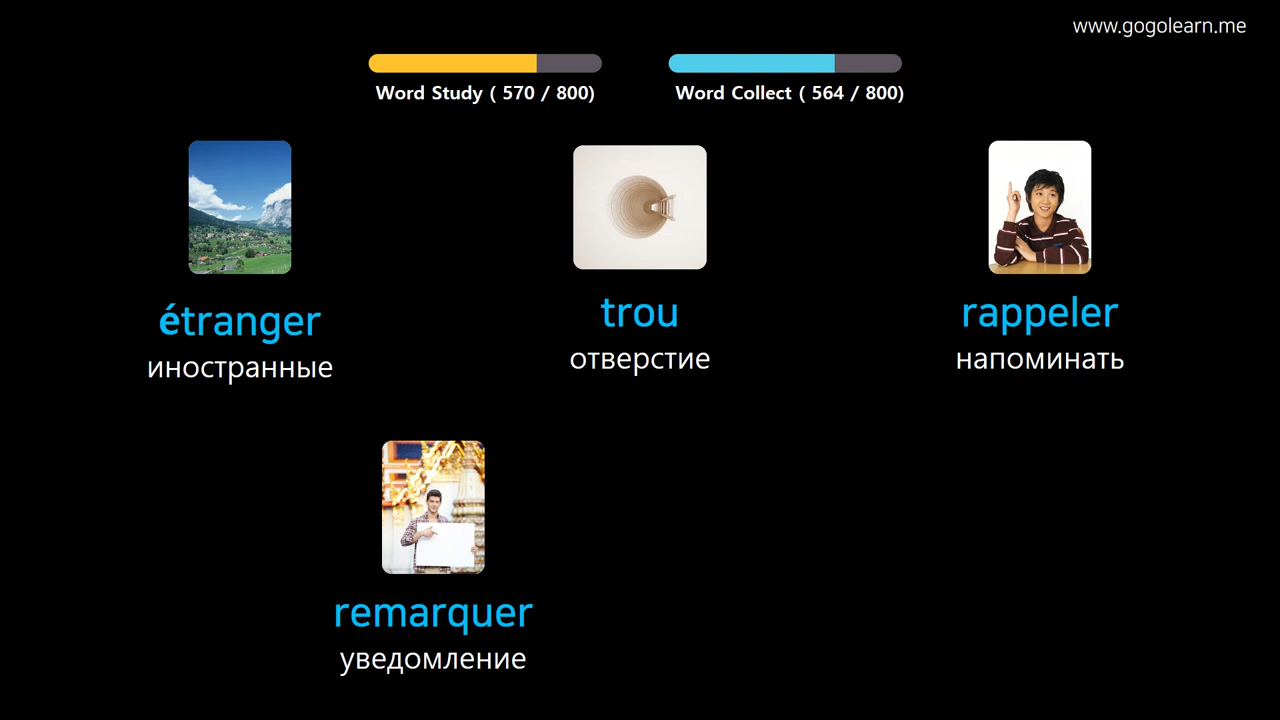 www.gogolearn.me
Word Study ( 570 / 800)
Word Collect ( 564 / 800)
étranger
иностранные
trou
отверстие
rappeler
напоминать
remarquer
уведомление